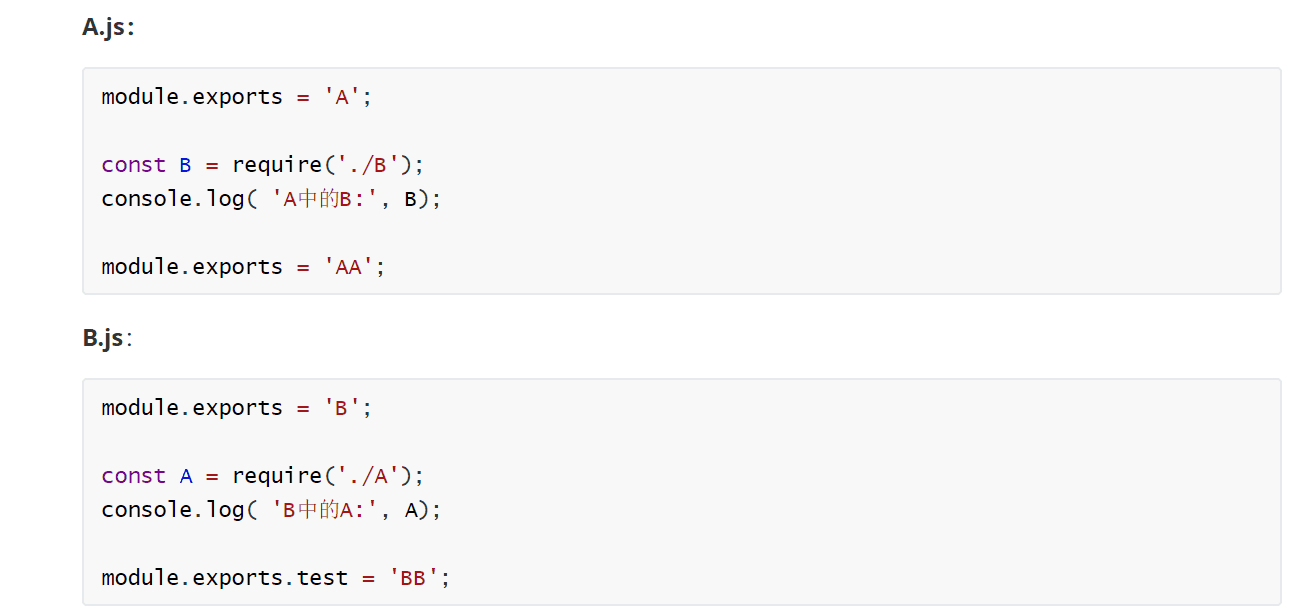 A.js:
module.exports = 'A';
const B = require('./B');
console.log( 'A中的B:', B);
module.exports = 'AA';
B.js：
module.exports = 'B';
const A = require('./A');
console.log( 'B中的A:', A);
module.exports.test = 'BB';